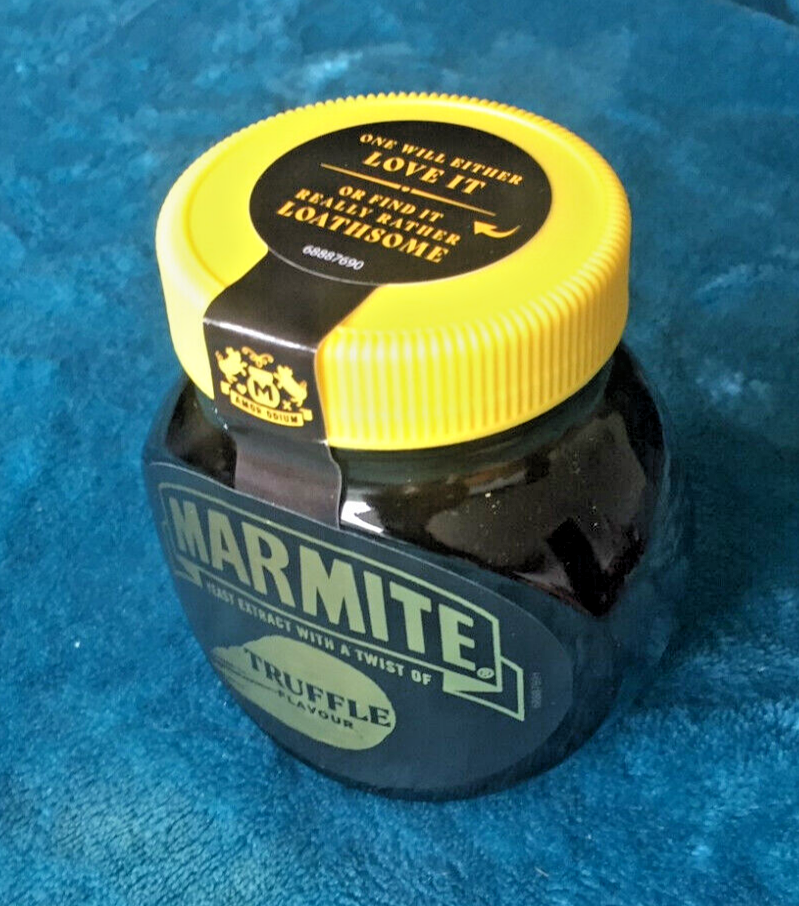 ONE WILL EITHER
LOVE IT
OR FIND IT
REALLY RATHER
LOATHSOME
68887690
M
AMOR ODIUM
MARMITE®
YEAST EXTRACT WITH A TWIST OF
TRUFFLE
FLAVOUR